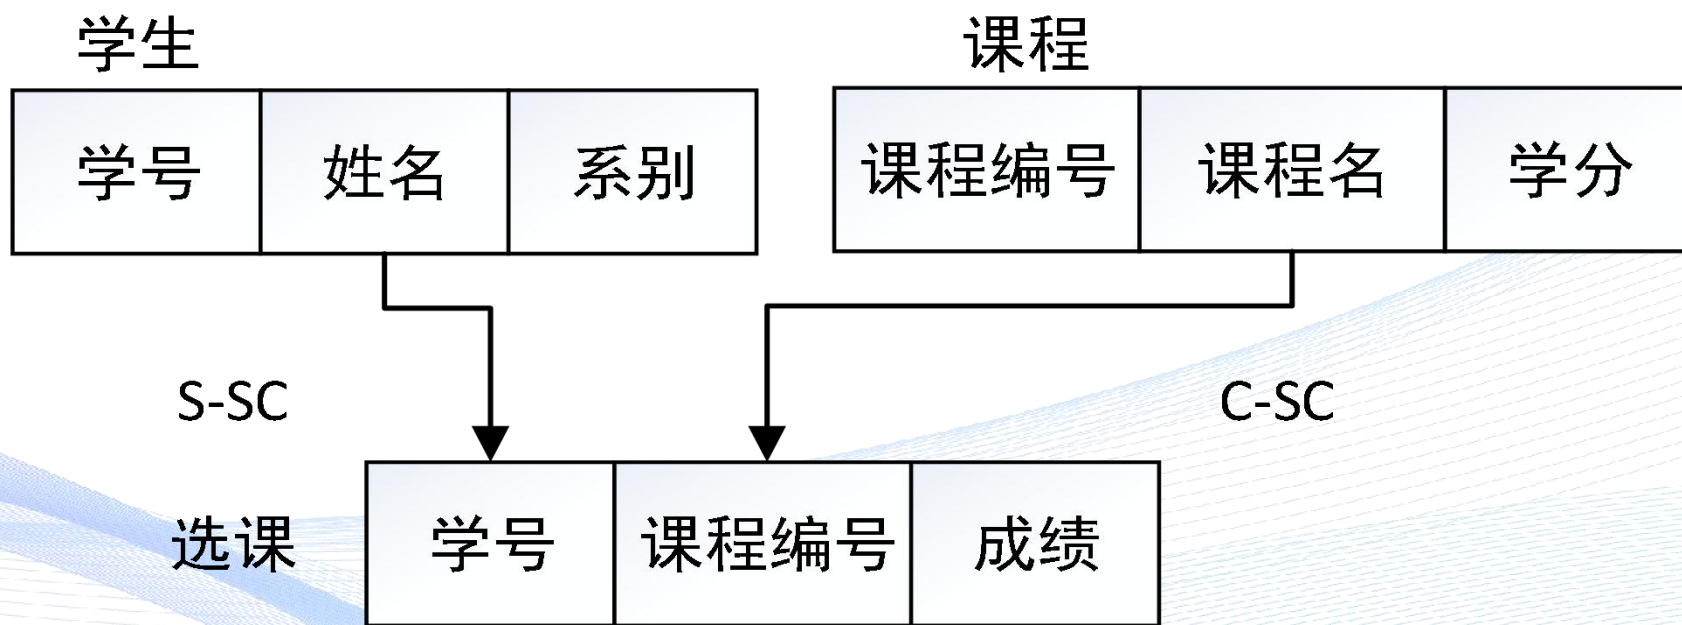 学生 课程
学号 姓名 系别 课程编号 课程名 学分
S-SC C-SC
选课 学号 课程编号 成绩